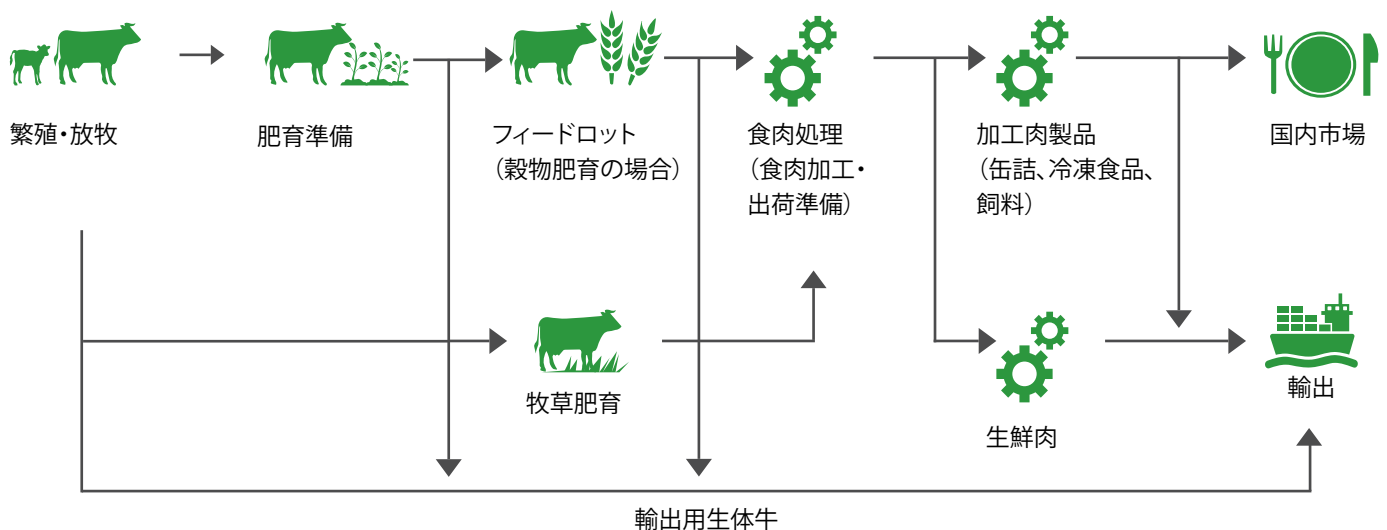 繁殖・放牧
肥育準備
フィードロット
（穀物肥育の場合）
食肉処理
（食肉加工・
出荷準備）
加工肉製品
（缶詰、冷凍食品、
飼料）
国内市場
牧草肥育
生鮮肉
輸出
輸出用生体牛